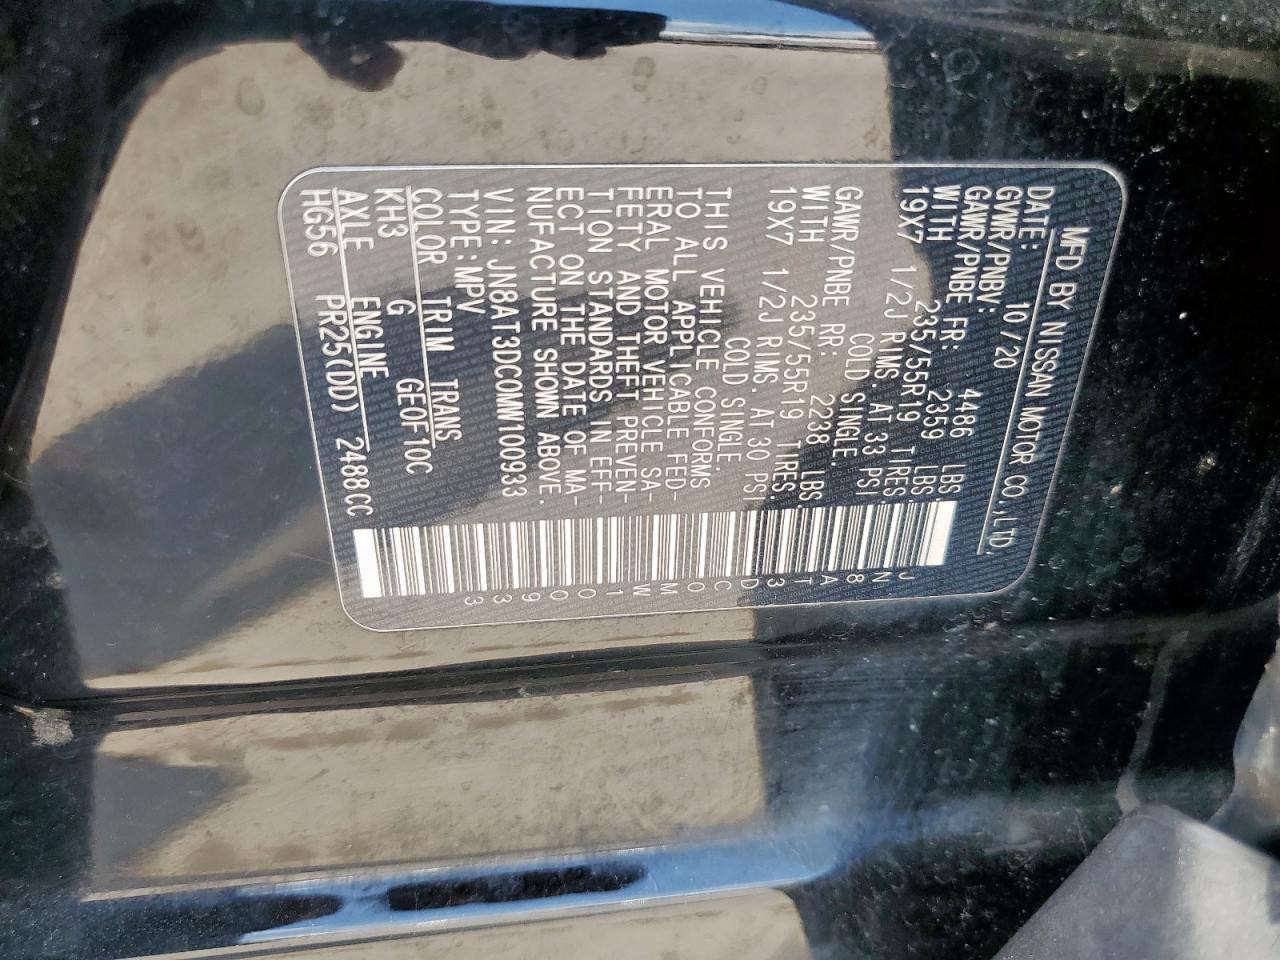 MFD BY NISSAN MOTOR CO., LTD.
DATE: 10/20
GVWR/PNBV: 4486 LBS
GAWR/PNBE FR: 2359 LBS
WITH 235/55R19 TIRES.
19X7 1/2J RIMS. AT 33 PSI
COLD SINGLE.
GAWR/PNBE RR: 2238 LBS
WITH 235/55R19 TIRES.
19X7 1/2J RIMS. AT 30 PSI
COLD SINGLE.
THIS VEHICLE CONFORMS
TO ALL APPLICABLE FED-
ERAL MOTOR VEHICLE SA-
FETY AND THEFT PREVEN-
TION STANDARDS IN EFF-
ECT ON THE DATE OF MA-
NUFACTURE SHOWN ABOVE.
VIN: JN8AT3DC0MW100933
TYPE: MPV
COLOR TRIM TRANS
KH3 G GE0F10C
AXLE ENGINE
HG56 PR25(DD) 2488CC
JN8AT3DC0MW100933